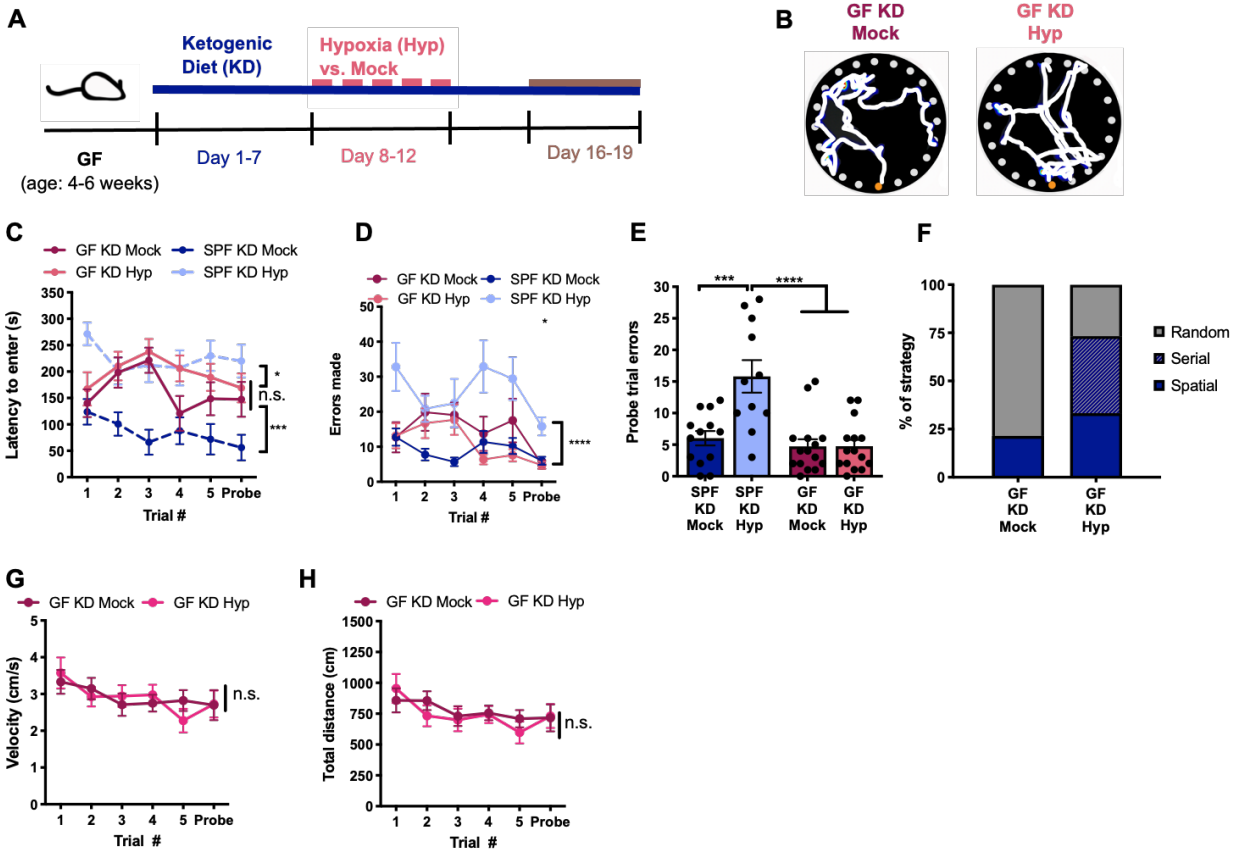 A
Ketogenic
Diet (KD)
Hypoxia (Hyp)
vs. Mock
GF
(age: 4-6 weeks)
Day 1-7
Day 8-12
Day 16-19
B
GF KD
Mock
GF KD
Hyp
C
GF KD Mock
SPF KD Mock
GF KD Hyp
SPF KD Hyp
Latency to enter (s)
350
300
250
200
150
100
50
0
1 2 3 4 5 Probe
Trial #
*
n.s.
***
D
GF KD Mock
SPF KD Mock
GF KD Hyp
SPF KD Hyp
Errors made
50
40
30
20
10
0
1 2 3 4 5 Probe
Trial #
*
****
E
Probe trial errors
30
25
20
15
10
5
0
***
****
SPF
KD
Mock
SPF
KD
Hyp
GF
KD
Mock
GF
KD
Hyp
F
% of strategy
100
75
50
25
0
GF
KD
Mock
GF
KD
Hyp
Random
Serial
Spatial
G
GF KD Mock
GF KD Hyp
Velocity (cm/s)
5
4
3
2
1
0
1 2 3 4 5 Probe
Trial #
n.s.
H
GF KD Mock
GF KD Hyp
Total distance (cm)
1500
1250
1000
750
500
250
0
1 2 3 4 5 Probe
Trial #
n.s.